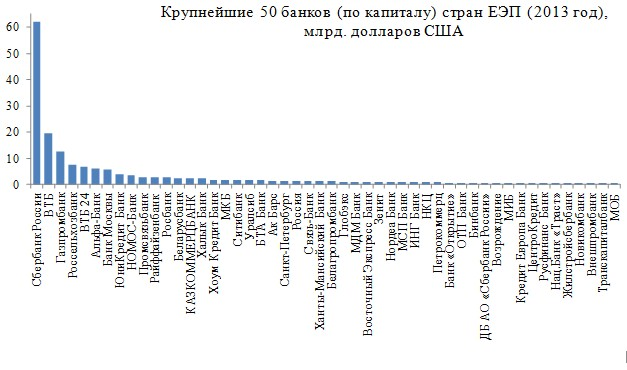 Крупнейшие 50 банков (по капиталу) стран ЕЭП (2013 год),
млрд. долларов США
60
50
40
30
20
10
0
Сбербанк России
ВТБ
Газпромбанк
Россельхозбанк
ВТБ 24
Альфа-Банк
Банк Москвы
ЮниКредит Банк
НОМОС-Банк
Промсвязьбанк
Райффайзенбанк
Росбанк
Беларусбанк
КАЗКОММЕРЦБАНК
Халык Банк
Хоум Кредит Банк
МКБ
Ситибанк
Уралсиб
БТА Банк
Ак Барс
Санкт-Петербург
Россия
Связь-Банк
Ханты-Мансийский Банк
Белагропромбанк
Глобэкс
МДМ Банк
Восточный Экспресс Банк
Зенит
Нордеа Банк
МСП Банк
ИНГ Банк
НКЦ
Петрокоммерц
Банк «Открытие»
ОТП Банк
Бинбанк
ДБ АО «Сбербанк России»
Возрождение
МИБ
Кредит Европа Банк
ЦентрКредит
Русфинанс Банк
Нац.Банк «Траст»
Жилстройсбербанк
Новикомбанк
Внешпромбанк
Транскапиталбанк
МОБ